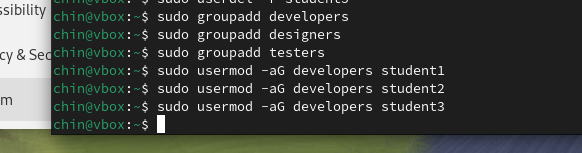 ssibility
chin@vbox:~$ sudo groupadd developers
chin@vbox:~$ sudo groupadd designers
cy & Sec
chin@vbox:~$ sudo groupadd testers
chin@vbox:~$ sudo usermod -aG developers student1
chin@vbox:~$ sudo usermod -aG developers student2
m
chin@vbox:~$ sudo usermod -aG developers student3
chin@vbox:~$